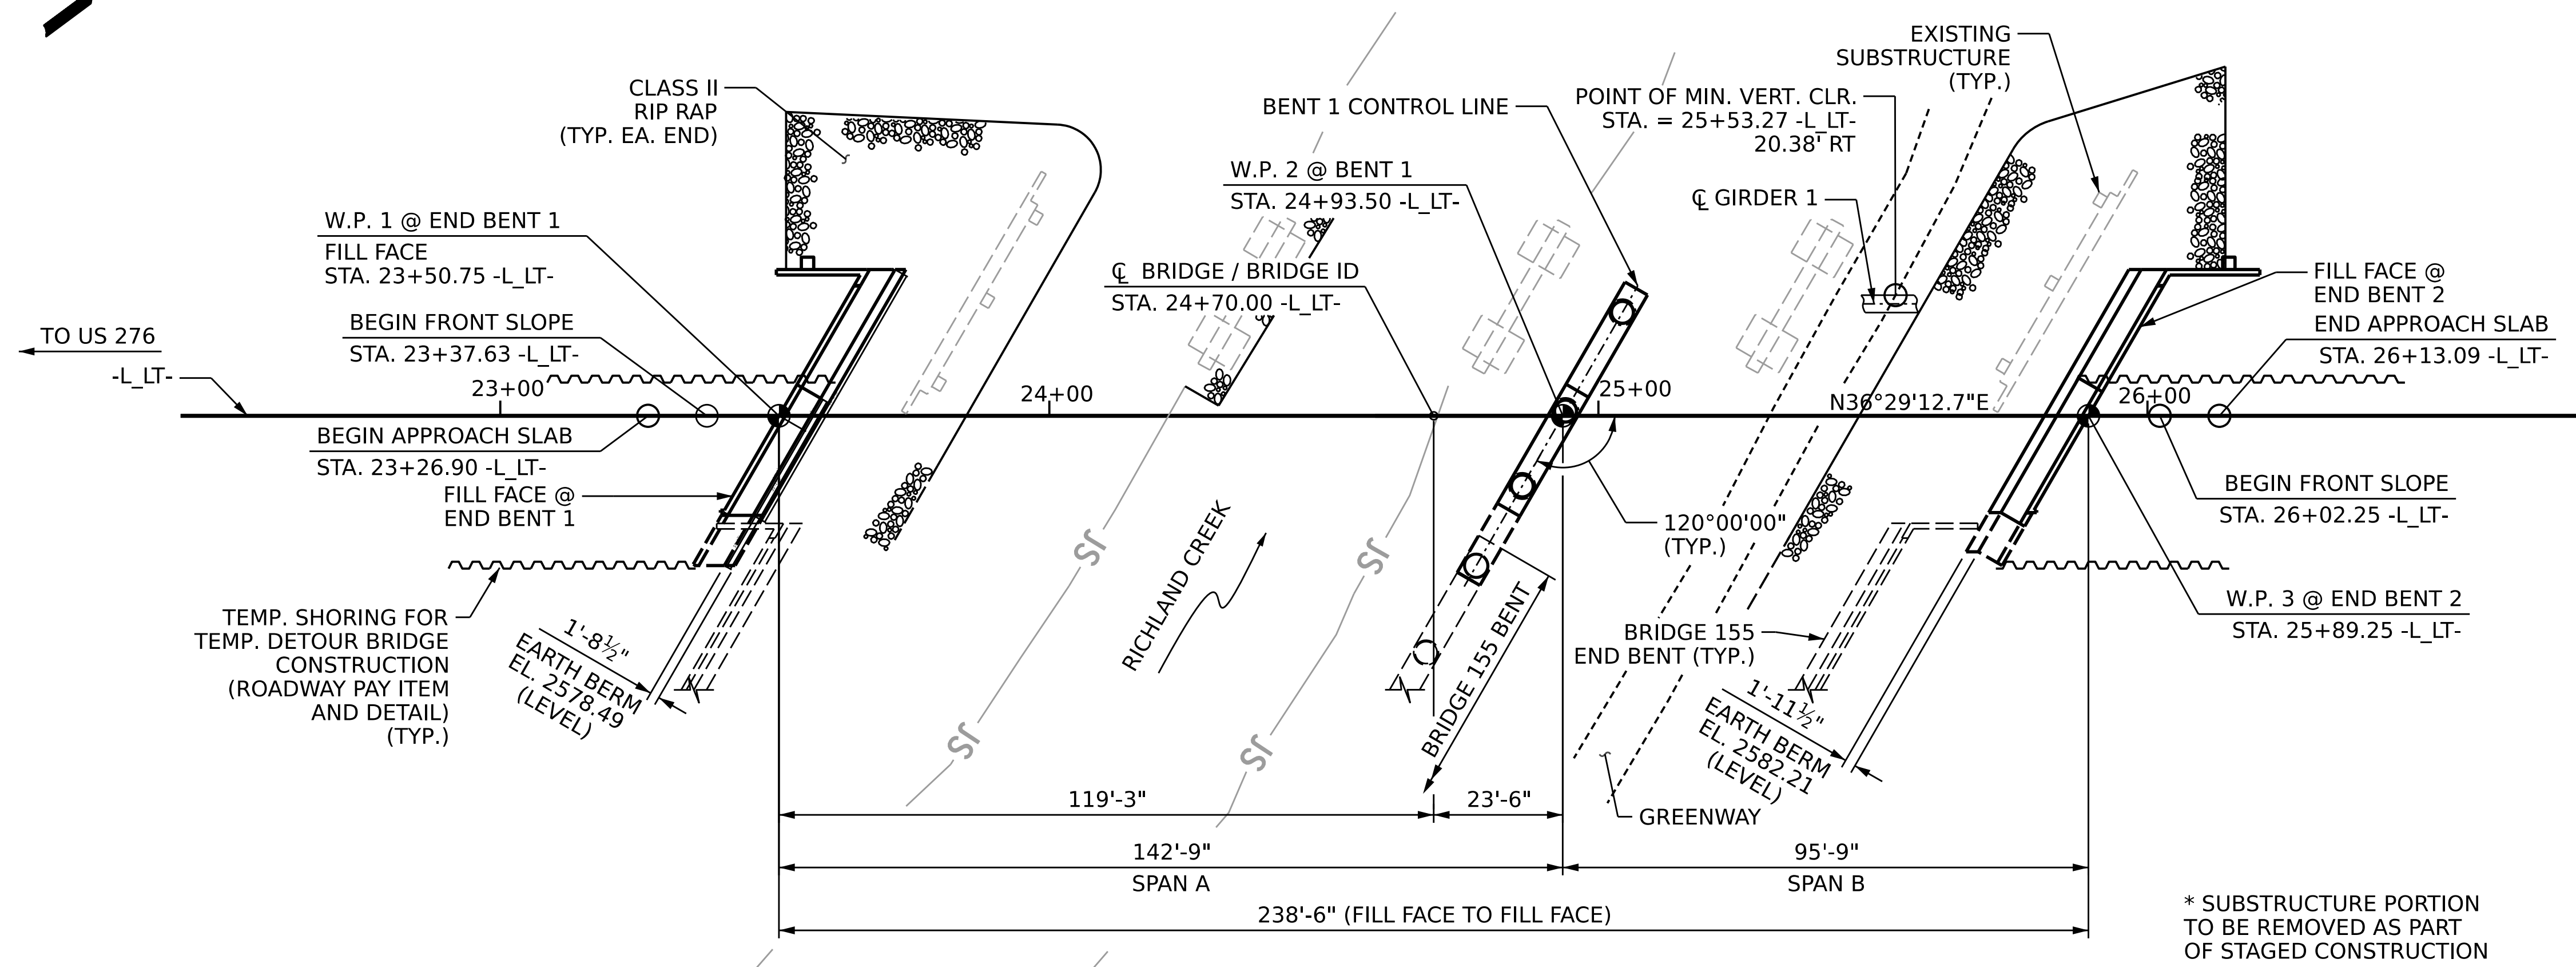 EXISTING
SUBSTRUCTURE
(TYP.)
CLASS II
RIP RAP
(TYP. EA. END)
BENT 1 CONTROL LINE
POINT OF MIN. VERT. CLR.
STA. = 25+53.27 -L_LT-
20.38' RT
W.P. 2 @ BENT 1
STA. 24+93.50 -L_LT-
℄ GIRDER 1
W.P. 1 @ END BENT 1
FILL FACE
STA. 23+50.75 -L_LT-
℄ BRIDGE / BRIDGE ID
STA. 24+70.00 -L_LT-
FILL FACE @
END BENT 2
BEGIN FRONT SLOPE
STA. 23+37.63 -L_LT-
END APPROACH SLAB
STA. 26+13.09 -L_LT-
TO US 276
-L_LT-
23+00
24+00
25+00
N36°29'12.7"E
26+00
BEGIN APPROACH SLAB
STA. 23+26.90 -L_LT-
FILL FACE @
END BENT 1
BEGIN FRONT SLOPE
STA. 26+02.25 -L_LT-
120°00'00"
(TYP.)
JS
JS
JS
JS
RICHLAND CREEK
BRIDGE 155 BENT
TEMP. SHORING FOR
TEMP. DETOUR BRIDGE
CONSTRUCTION
(ROADWAY PAY ITEM
AND DETAIL)
(TYP.)
1'-8½"
EARTH BERM
EL. 2578.49
(LEVEL)
BRIDGE 155
END BENT (TYP.)
W.P. 3 @ END BENT 2
STA. 25+89.25 -L_LT-
1'-11½"
EARTH BERM
EL. 2582.21
(LEVEL)
GREENWAY
119'-3"
23'-6"
142'-9"
SPAN A
95'-9"
SPAN B
238'-6" (FILL FACE TO FILL FACE)
* SUBSTRUCTURE PORTION
TO BE REMOVED AS PART
OF STAGED CONSTRUCTION